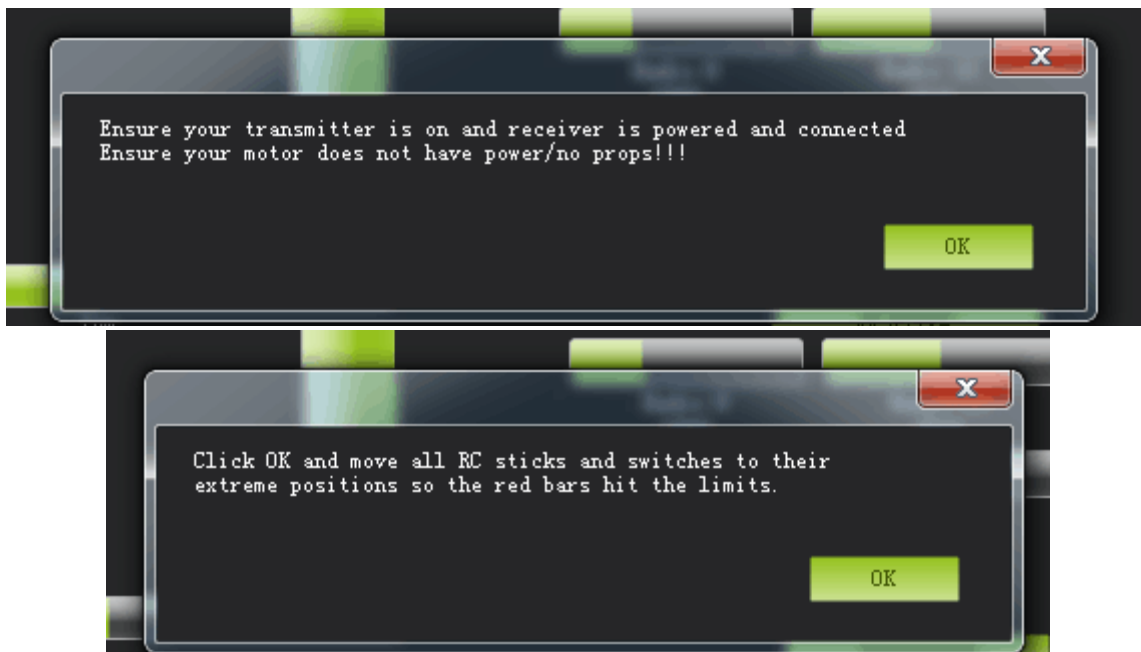 Ensure your transmitter is on and receiver is powered and connected
Ensure your motor does not have power/no props!!!
OK
Click OK and move all RC sticks and switches to their
extreme positions so the red bars hit the limits.
OK